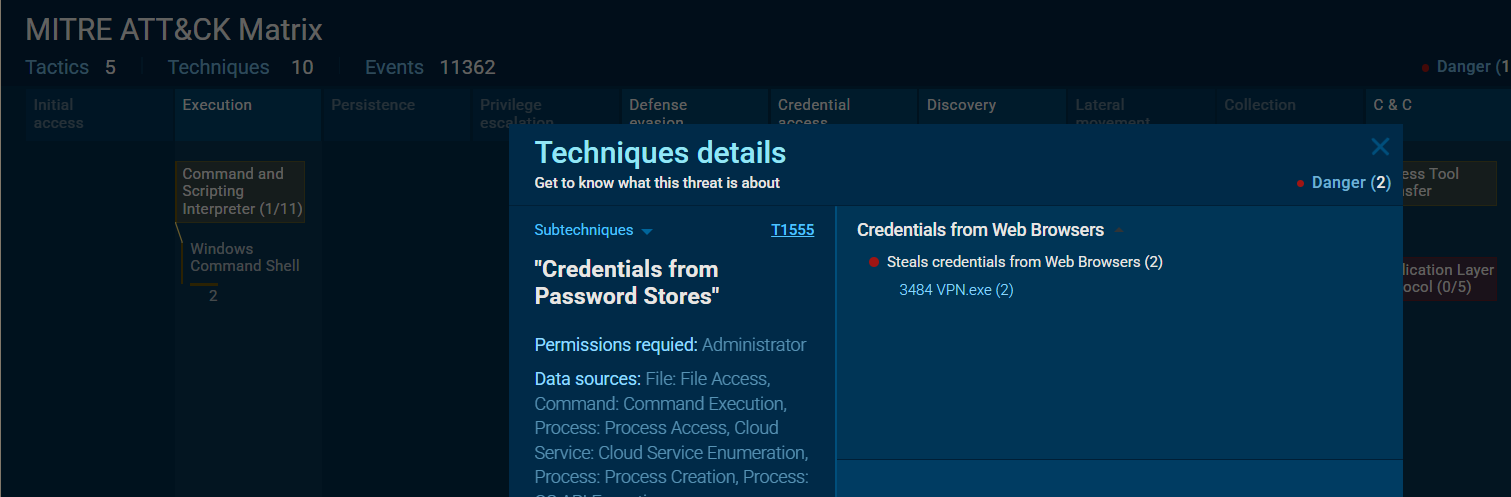 MITRE ATT&CK Matrix
Tactics 5 Techniques 10 Events 11362
Danger (1
Initial
access
Execution
Persistence
Privilege
escalation
Defense
evasion
Credential
access
Discovery
Lateral
movement
Collection
C & C
Command and
Scripting
Interpreter (1/11)
Windows
Command Shell
2
Techniques details
Get to know what this threat is about
Danger (2)
Subtechniques
T1555
"Credentials from
Password Stores"
Permissions requied: Administrator
Data sources: File: File Access,
Command: Command Execution,
Process: Process Access, Cloud
Service: Cloud Service Enumeration,
Process: Process Creation, Process:
Credentials from Web Browsers
Steals credentials from Web Browsers (2)
3484 VPN.exe (2)
ess Tool
sfer
lication Layer
ocol (0/5)